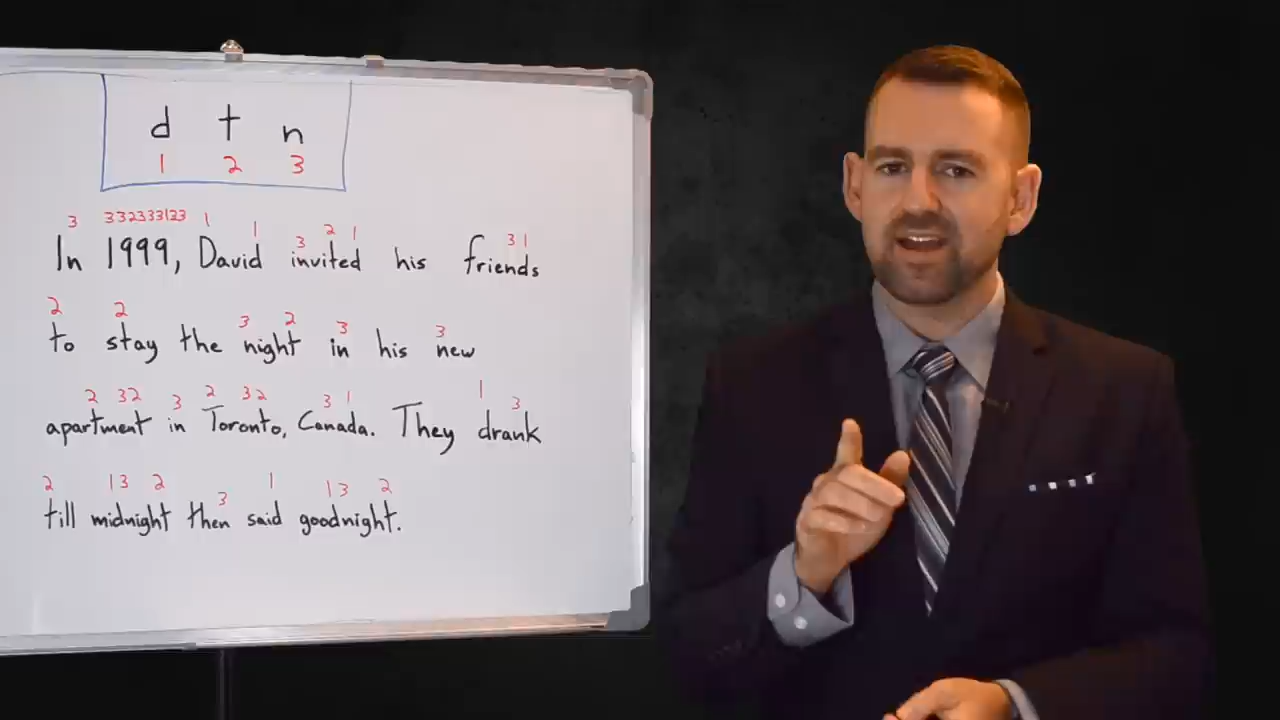 d t n
1 2 3
3 332333123 1 1 3 2 1 3 1
In 1999, David invited his friends
2 2 3 2 3 3
to stay the night in his new
2 32 3 2 32 3 1 1 3
apartment in Toronto, Canada. They drank
2 13 2 3 1 13 2
till midnight then said goodnight.